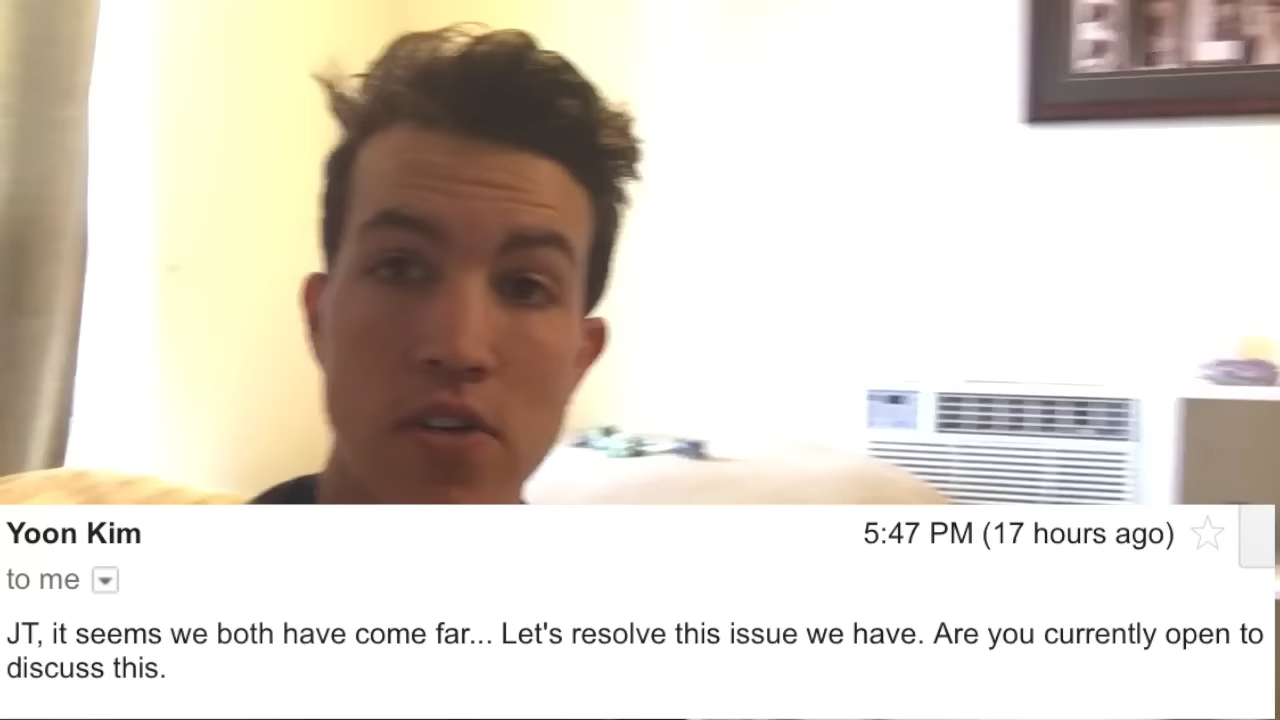 Yoon Kim 5:47 PM (17 hours ago)
to me
JT, it seems we both have come far... Let's resolve this issue we have. Are you currently open to
discuss this.